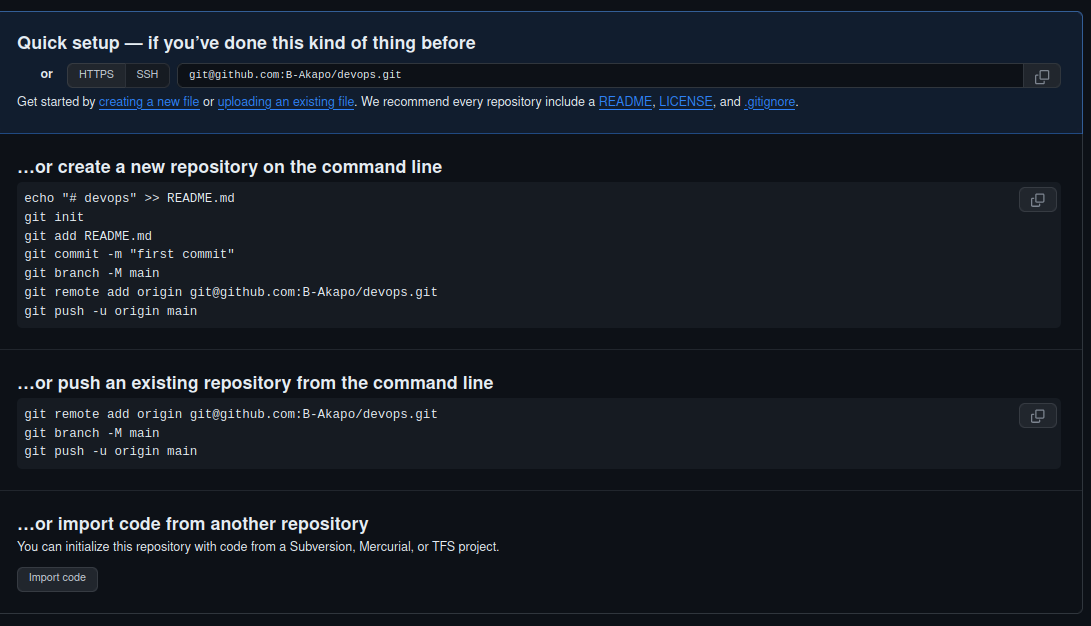 Quick setup — if you’ve done this kind of thing before
or HTTPS SSH git@github.com:B-Akapo/devops.git
Get started by creating a new file or uploading an existing file. We recommend every repository include a README, LICENSE, and .gitignore.
…or create a new repository on the command line
echo "# devops" >> README.md
git init
git add README.md
git commit -m "first commit"
git branch -M main
git remote add origin git@github.com:B-Akapo/devops.git
git push -u origin main
…or push an existing repository from the command line
git remote add origin git@github.com:B-Akapo/devops.git
git branch -M main
git push -u origin main
…or import code from another repository
You can initialize this repository with code from a Subversion, Mercurial, or TFS project.
Import code